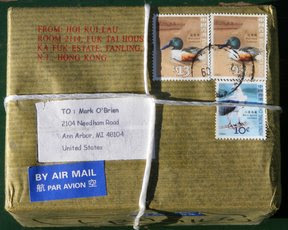 FROM: HOI KUI LAU
ROOM 2114, FUK TAI HOUSE
KA FUK ESTATE, FANLING,
N.T., HONG KONG
TO : Mark O'Brien
2104 Needham Road
Ann Arbor, MI 48104
United States
BY AIR MAIL
航 PAR AVION 空
10¢